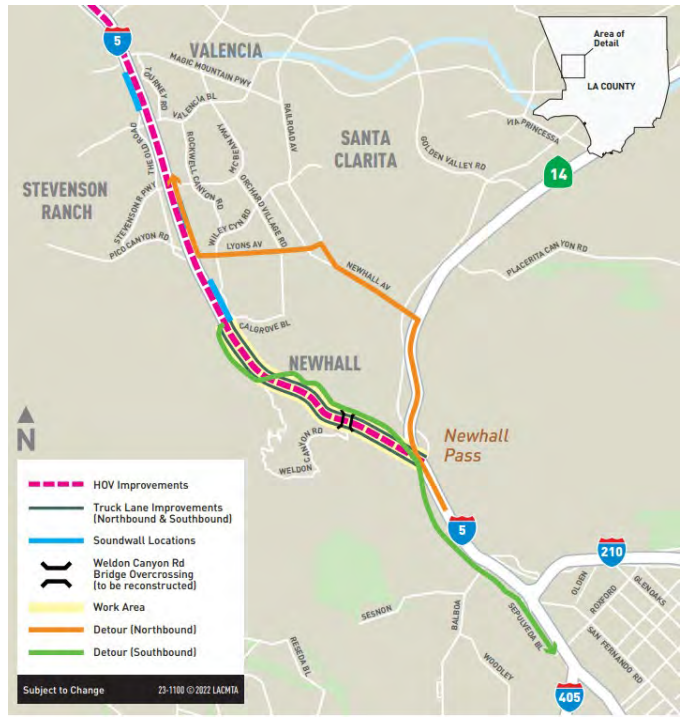 5
VALENCIA
MAGIC MOUNTAIN PWY
TOURNEY RD
VALENCIA BL
THE OLD ROAD
ROCKWELL CANYON RD
MCBEAN PWY
RAILROAD AV
ORCHARD VILLAGE RD
SANTA
CLARITA
GOLDEN VALLEY RD
VIA PRINCESSA
Area of
Detail
LA COUNTY
14
STEVENSON
RANCH
STEVENSON R PWY
PICO CANYON RD
WILEY CYN RD
LYONS AV
NEWHALL AV
PLACERITA CANYON RD
CALGROVE BL
NEWHALL
N
WELDON
CANYON RD
Newhall
Pass
5
210
405
OLDEN
ROXFORD
GLENOAKS
SAN FERNANDO RD
SEPULVEDA BL
BALBOA
WOODLEY
SESNON
RESEDA BL
HOV Improvements
Truck Lane Improvements
(Northbound & Southbound)
Soundwall Locations
Weldon Canyon Rd
Bridge Overcrossing
(to be reconstructed)
Work Area
Detour (Northbound)
Detour (Southbound)
Subject to Change
23-1100 © 2022 LACMTA